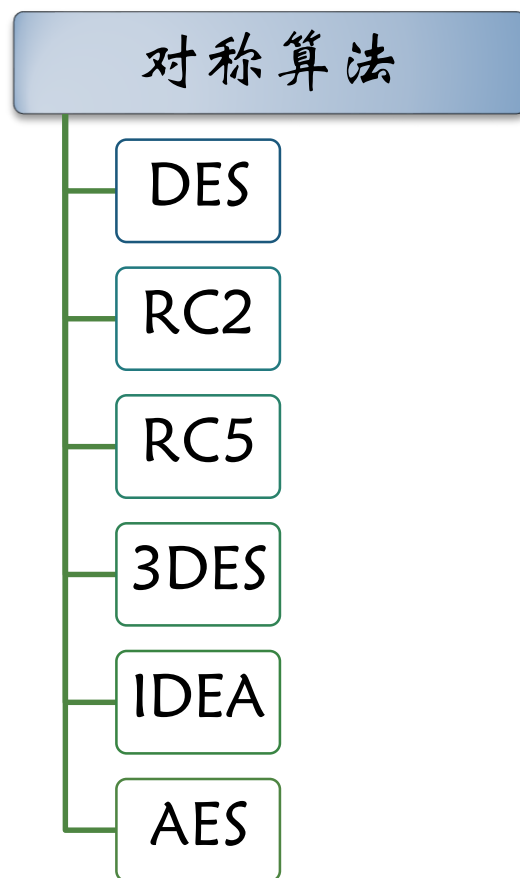 对称算法
DES
RC2
RC5
3DES
IDEA
AES